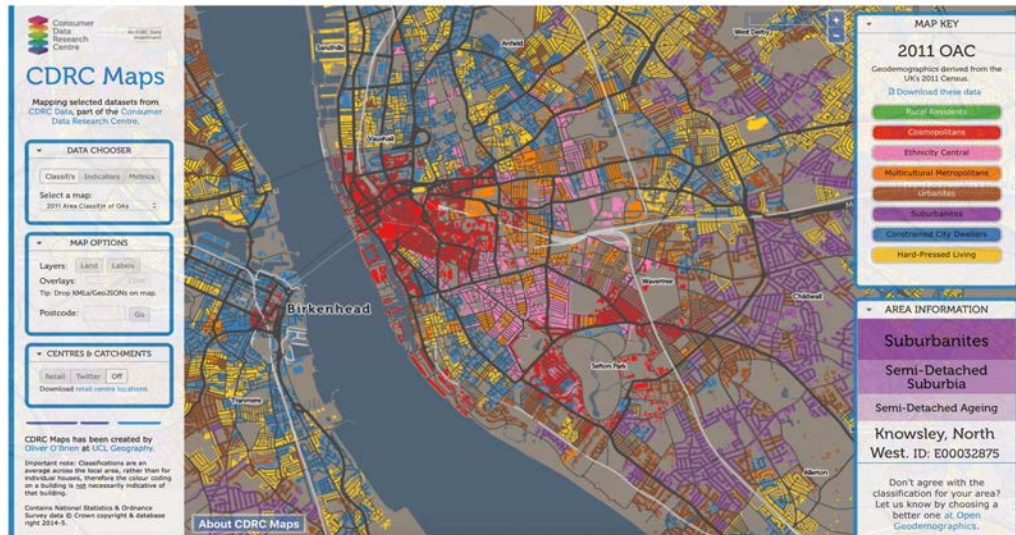 Consumer
Data
Research
Centre
An ESRC Data
Investment
CDRC Maps
Mapping selected datasets from
CDRC Data, part of the Consumer
Data Research Centre.
DATA CHOOSER
Classif's Indicators Metrics
Select a map:
2011 Area Classif'n of OAs
MAP OPTIONS
Layers: Land Labels
Overlays: Clear
Tip: Drop KMLs/GeoJSONs on map.
Postcode: Go
CENTRES & CATCHMENTS
Retail Twitter Off
Download retail centre locations.
CDRC Maps has been created by
Oliver O'Brien at UCL Geography.
Important note: Classifications are an
average across the local area, rather than for
individual houses, therefore the colour coding
on a building is not necessarily indicative of
that building.
Contains National Statistics & Ordnance
Survey data © Crown copyright & database
right 2014-5.
Sandhills
Anfield
West Derby
Vauxhall
Birkenhead
Wavertree
Childwall
Sefton Park
Tranmere
Allerton
About CDRC Maps
+
−
MAP KEY
2011 OAC
Geodemographics derived from the
UK's 2011 Census.
Download these data
Rural Residents
Cosmopolitans
Ethnicity Central
Multicultural Metropolitans
Urbanites
Suburbanites
Constrained City Dwellers
Hard-Pressed Living
AREA INFORMATION
Suburbanites
Semi-Detached
Suburbia
Semi-Detached Ageing
Knowsley, North
West. ID: E00032875
Don't agree with the
classification for your area?
Let us know by choosing a
better one at Open
Geodemographics.